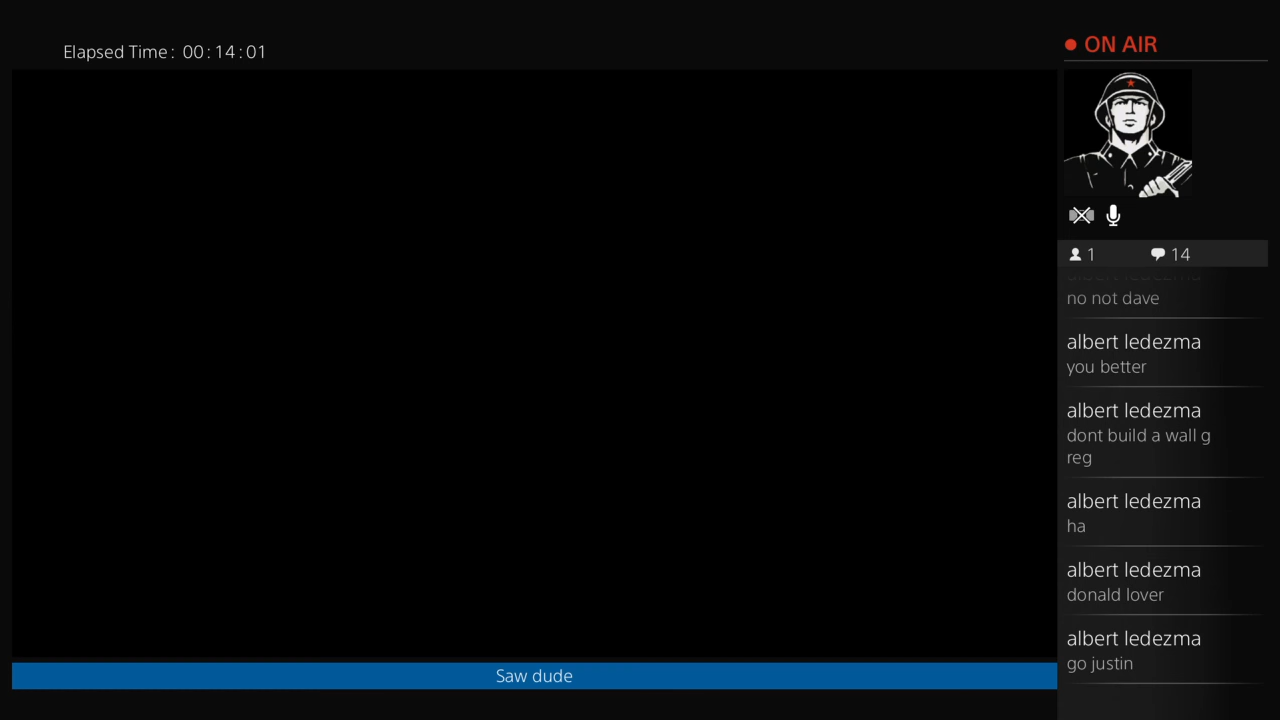 Elapsed Time: 00:14:01
ON AIR
1 14
no not dave
albert ledezma
you better
albert ledezma
dont build a wall g
reg
albert ledezma
ha
albert ledezma
donald lover
albert ledezma
go justin
Saw dude